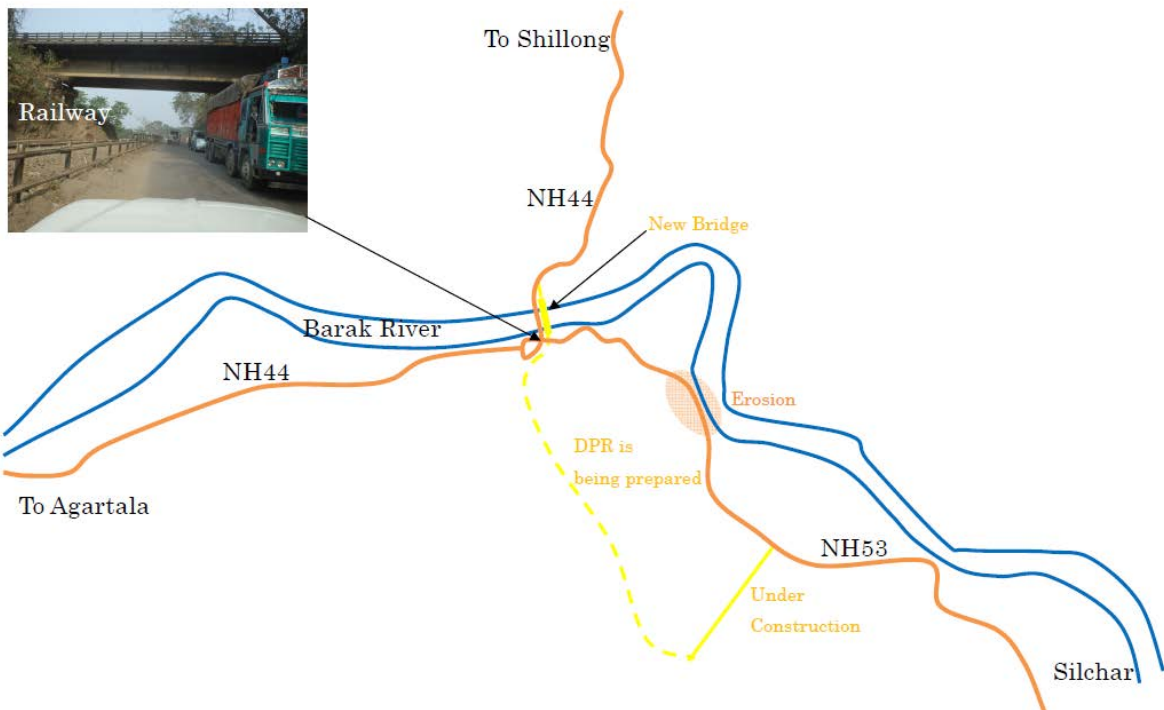 To Shillong
Railway
NH44
New Bridge
Barak River
NH44
Erosion
DPR is
being prepared
To Agartala
NH53
Under
Construction
Silchar